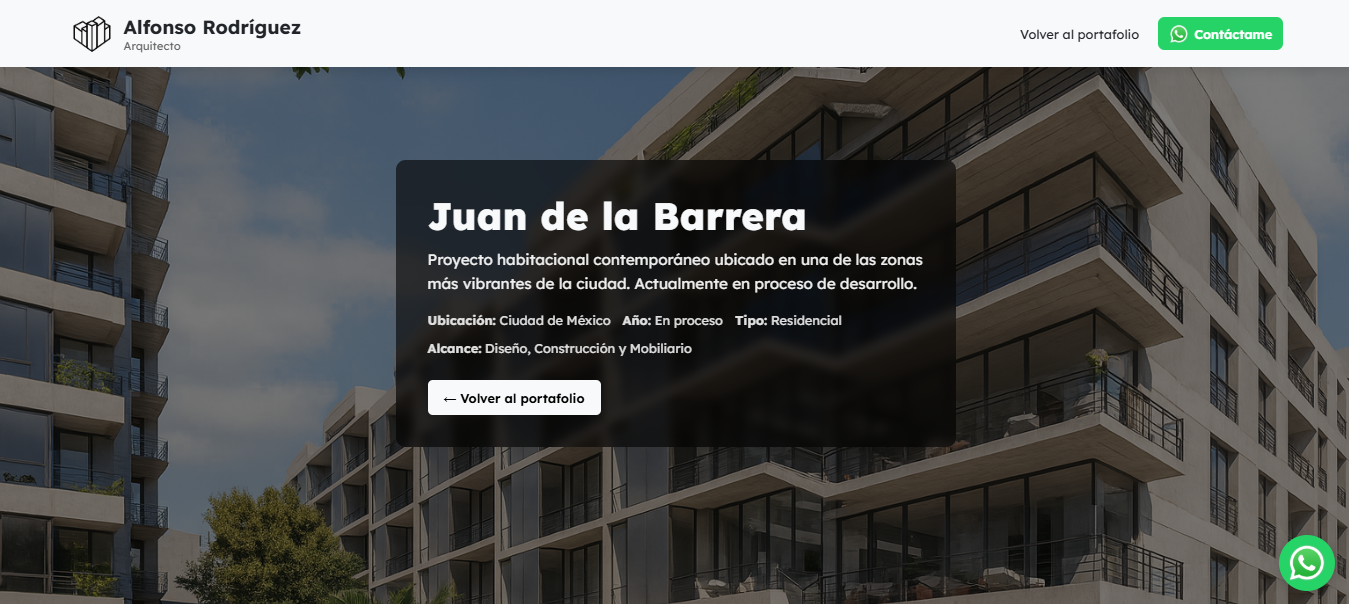 Alfonso Rodríguez
Arquitecto
Volver al portafolio
Contáctame
Juan de la Barrera
Proyecto habitacional contemporáneo ubicado en una de las zonas
más vibrantes de la ciudad. Actualmente en proceso de desarrollo.
Ubicación: Ciudad de México Año: En proceso Tipo: Residencial
Alcance: Diseño, Construcción y Mobiliario
← Volver al portafolio